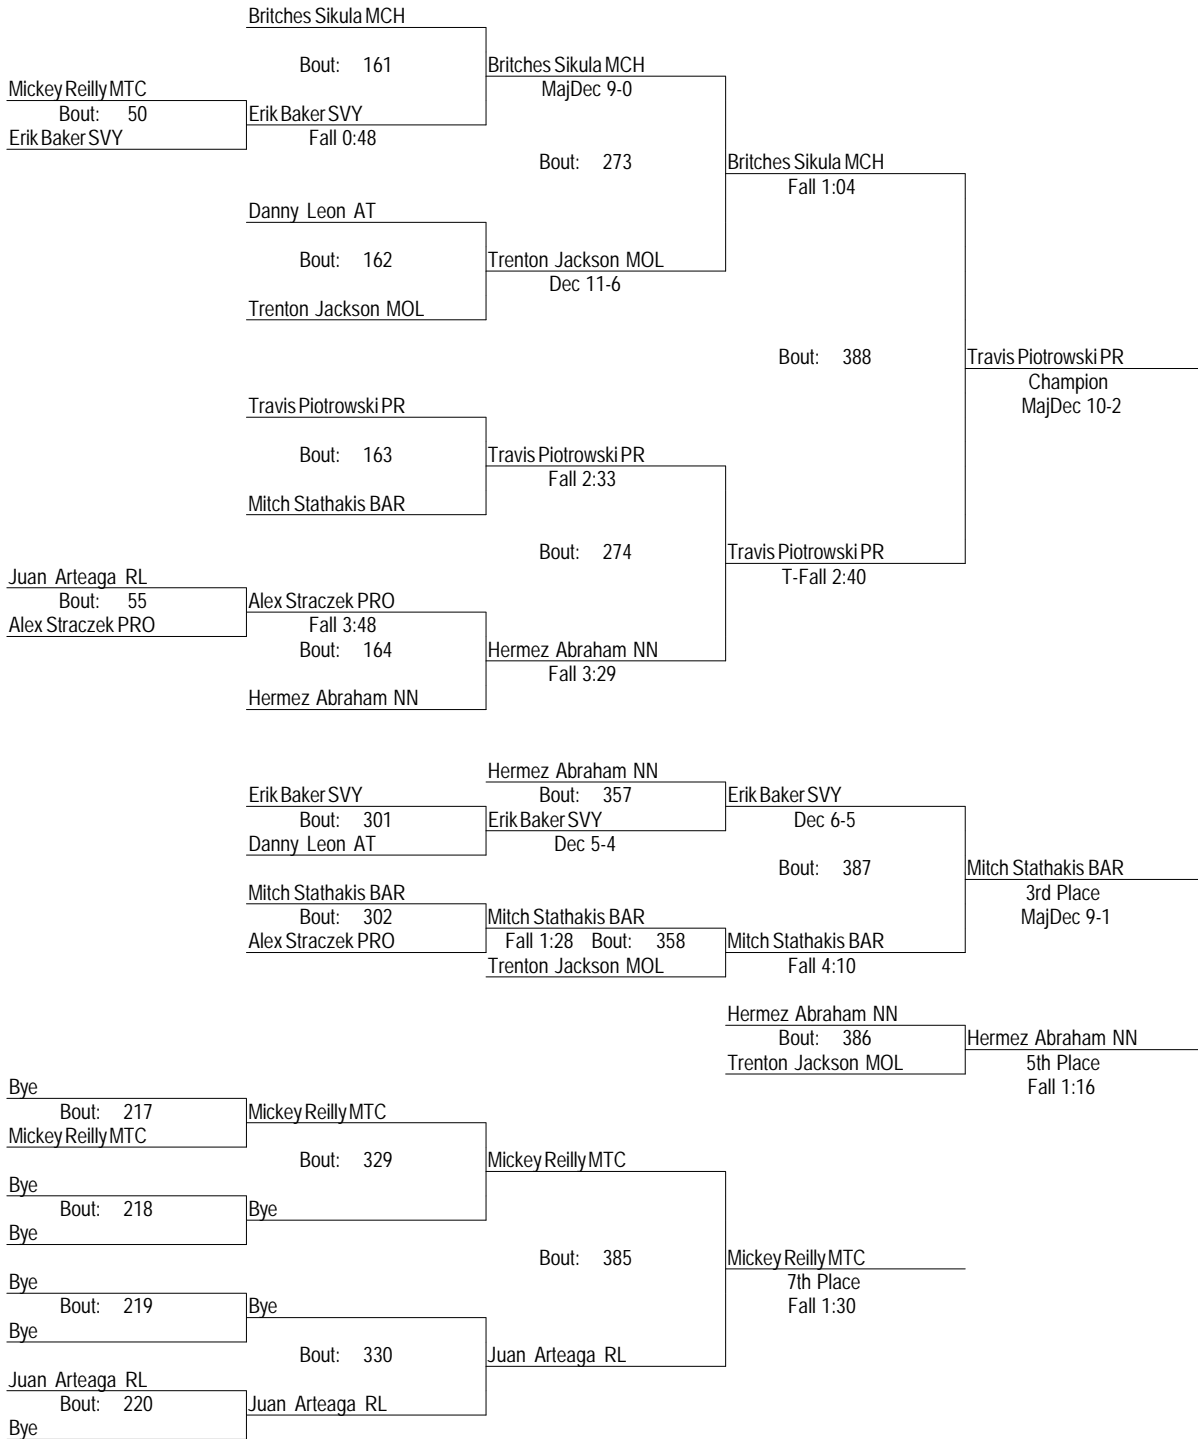 Britches Sikula MCH
Bout: 161
Britches Sikula MCH
MajDec 9-0
Mickey Reilly MTC
Bout: 50
Erik Baker SVY
Erik Baker SVY
Fall 0:48
Bout: 273
Britches Sikula MCH
Fall 1:04
Danny Leon AT
Bout: 162
Trenton Jackson MOL
Dec 11-6
Trenton Jackson MOL
Bout: 388
Travis Piotrowski PR
Champion
MajDec 10-2
Travis Piotrowski PR
Bout: 163
Travis Piotrowski PR
Fall 2:33
Mitch Stathakis BAR
Bout: 274
Travis Piotrowski PR
T-Fall 2:40
Juan Arteaga RL
Bout: 55
Alex Straczek PRO
Alex Straczek PRO
Fall 3:48
Bout: 164
Hermez Abraham NN
Fall 3:29
Hermez Abraham NN
Hermez Abraham NN
Bout: 357
Erik Baker SVY
Erik Baker SVY
Dec 6-5
Bout: 301
Erik Baker SVY
Danny Leon AT
Dec 5-4
Bout: 387
Mitch Stathakis BAR
3rd Place
MajDec 9-1
Mitch Stathakis BAR
Bout: 302
Mitch Stathakis BAR
Alex Straczek PRO
Fall 1:28 Bout: 358
Mitch Stathakis BAR
Trenton Jackson MOL
Fall 4:10
Hermez Abraham NN
Bout: 386
Hermez Abraham NN
Trenton Jackson MOL
5th Place
Fall 1:16
Bye
Bout: 217
Mickey Reilly MTC
Mickey Reilly MTC
Bout: 329
Mickey Reilly MTC
Bye
Bout: 218
Bye
Bye
Bout: 385
Mickey Reilly MTC
7th Place
Fall 1:30
Bye
Bout: 219
Bye
Bye
Bout: 330
Juan Arteaga RL
Juan Arteaga RL
Bout: 220
Juan Arteaga RL
Bye